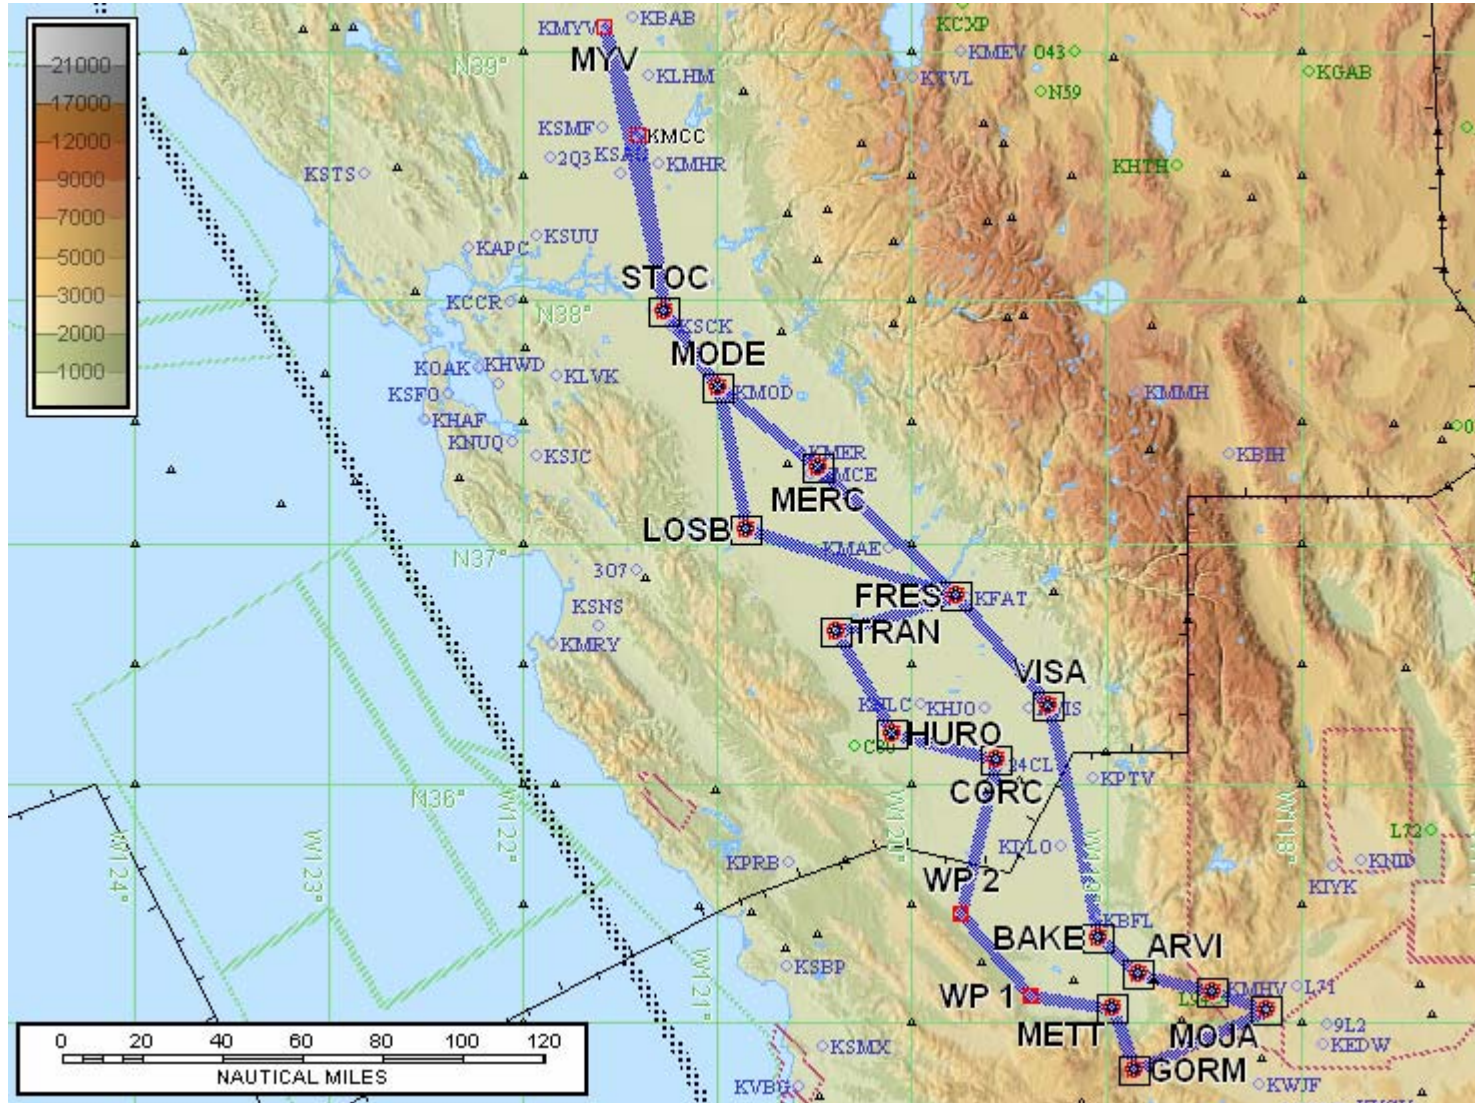 KCXP
KBAB
KMYV
MYV
21000
17000
12000
9000
7000
5000
3000
2000
1000
N39°
KLHM
KMEV
O43
KTVL
N59
KGAB
KSMF
KMCC
2Q3
KMHR
KSTS
KHTH
KSUU
KAPC
STOC
KCCR
N38°
KSCK
MODE
KOAK
KHWD
KLVK
KSFO
KMOD
KMMH
KHAF
KNUQ
KSJC
KMER
KBIH
MERC
LOSB
KMAE
N37°
3O7
FRES
KFAT
KSNS
TRAN
KMRY
VISA
KNLC
KHJO
HURO
24CL
CORC
KPTV
N36°
W124°
W123°
W122°
W120°
W118°
L72
KDLO
KPRB
KNID
KIYK
WP 2
KBFL
BAKE
ARVI
KSBP
W121°
WP 1
KMHV
L71
METT
MOJA
9L2
KEDW
KSMX
GORM
KVBG
KWJF
0 20 40 60 80 100 120
NAUTICAL MILES